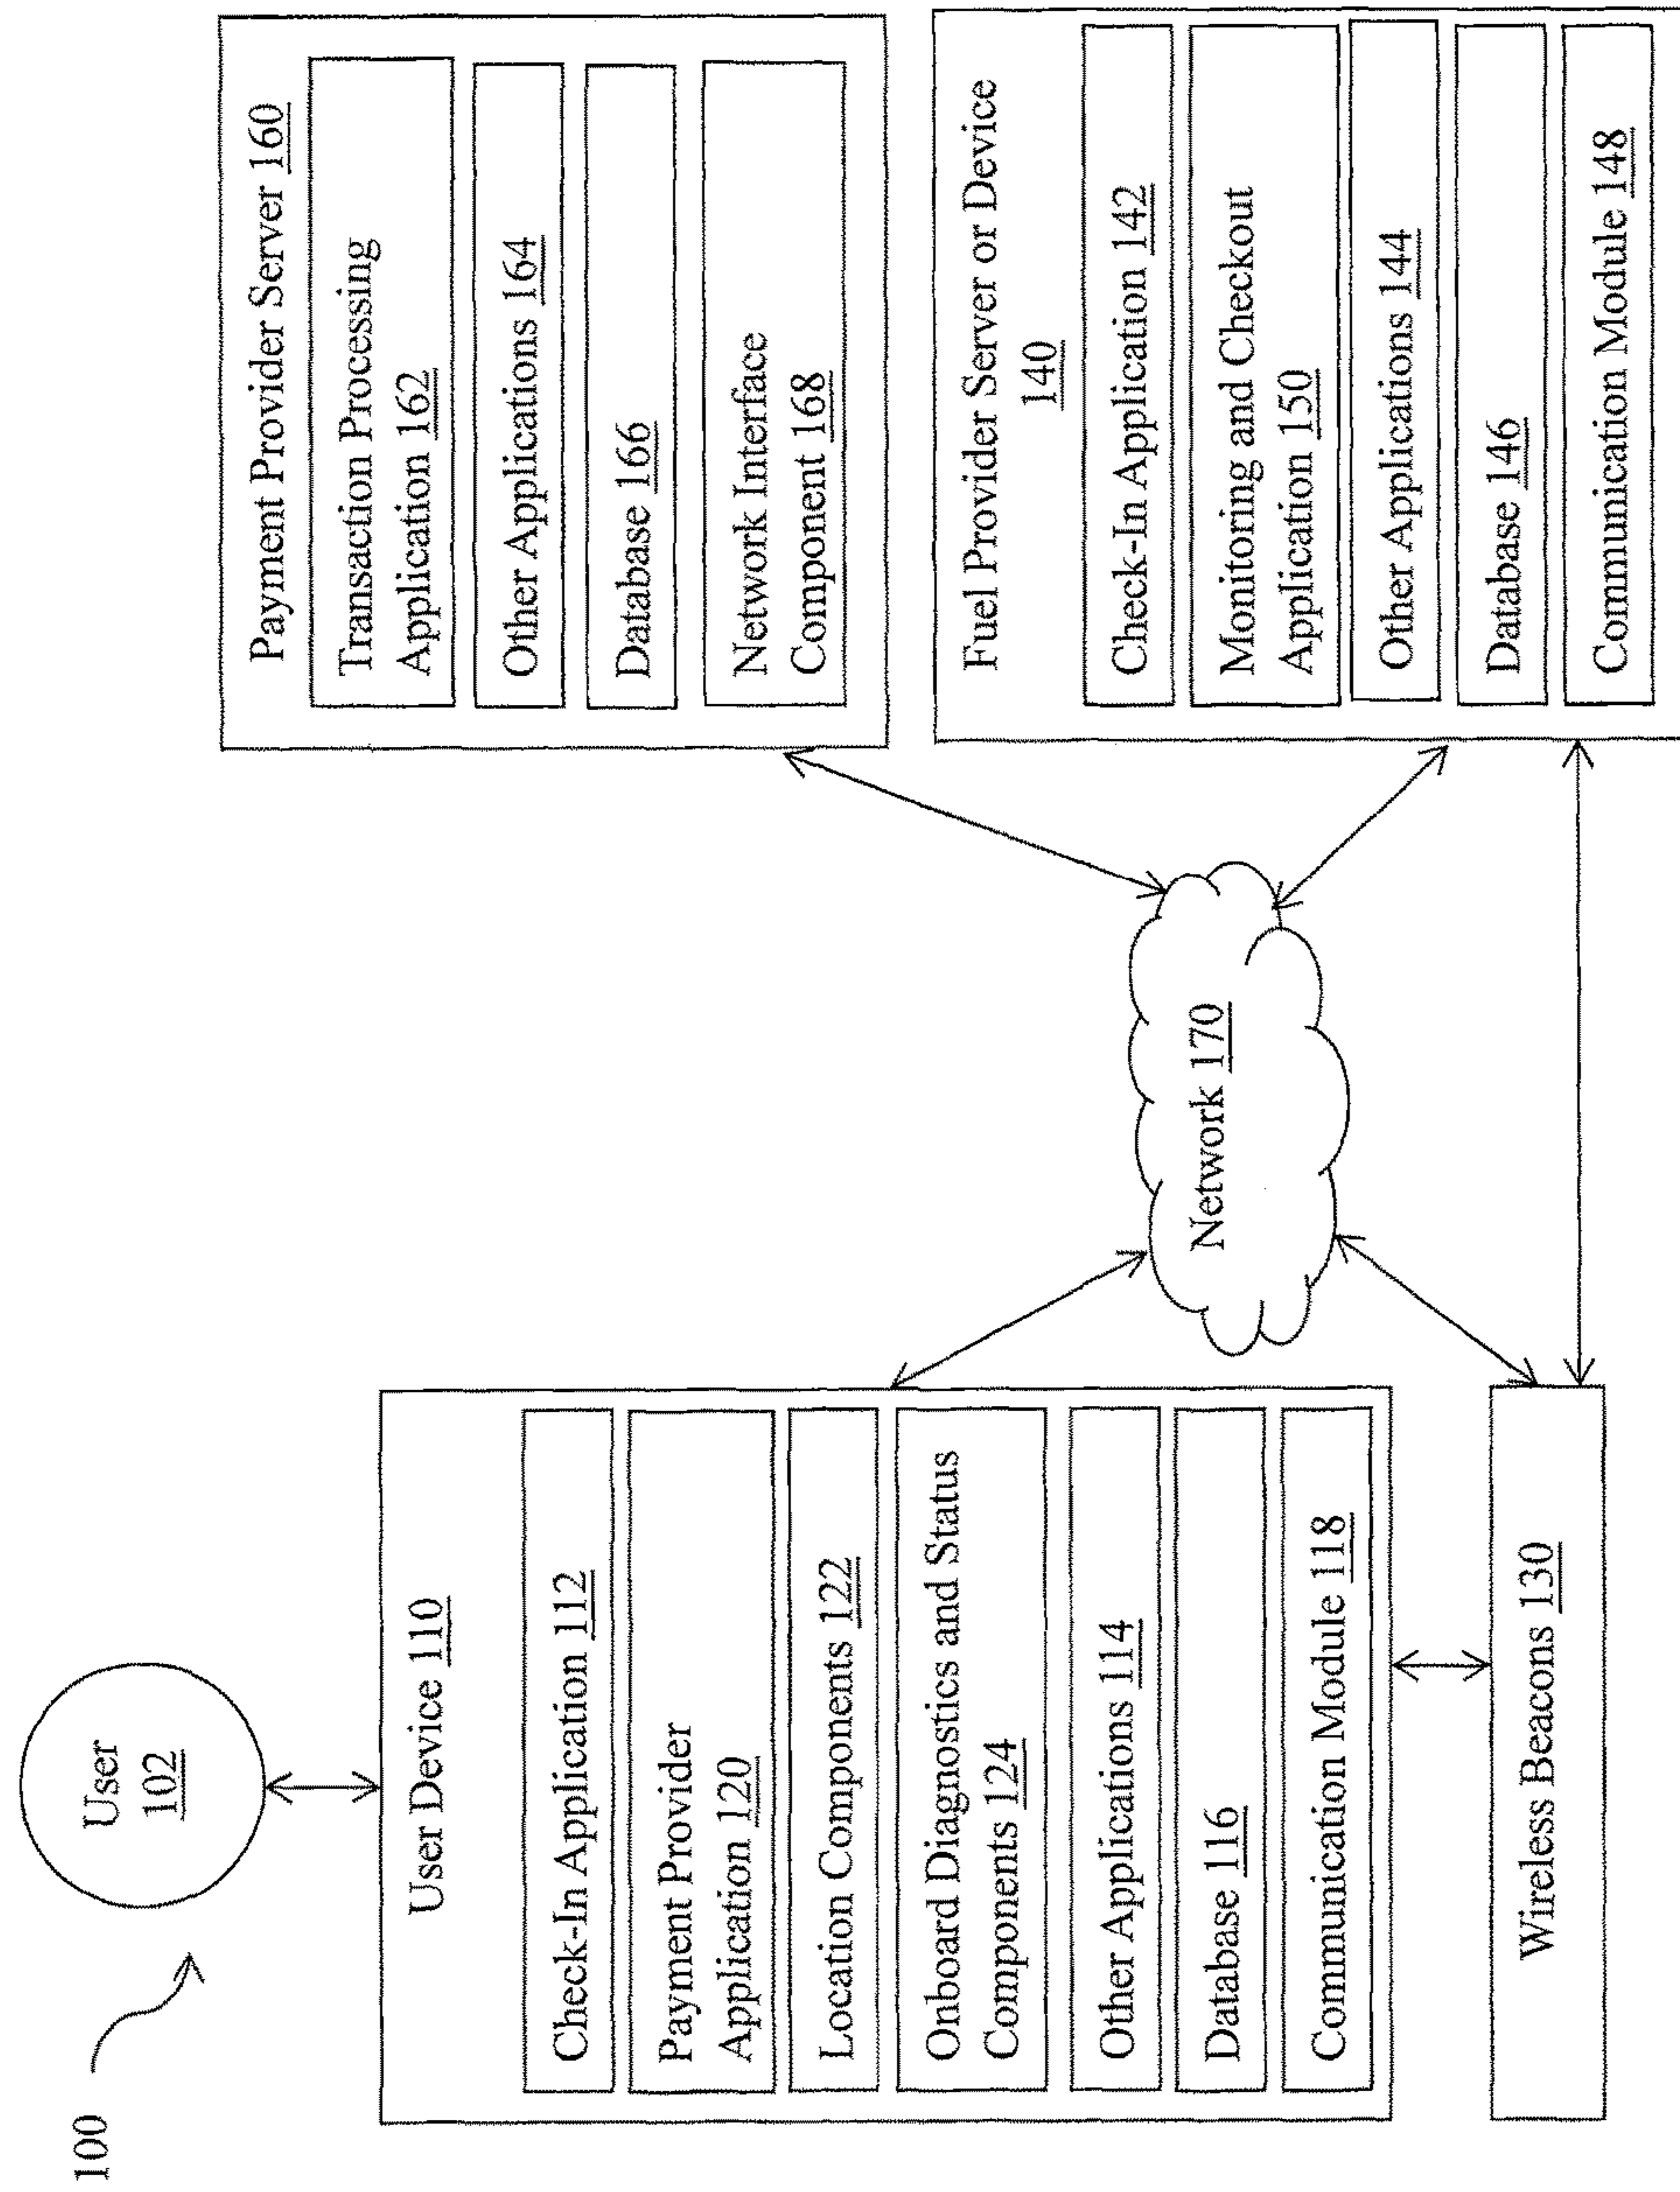 100
User
102
User Device 110
Check-In Application 112
Payment Provider
Application 120
Location Components 122
Onboard Diagnostics and Status
Components 124
Other Applications 114
Database 116
Communication Module 118
Wireless Beacons 130
Network 170
Payment Provider Server 160
Transaction Processing
Application 162
Other Applications 164
Database 166
Network Interface
Component 168
Fuel Provider Server or Device
140
Check-In Application 142
Monitoring and Checkout
Application 150
Other Applications 144
Database 146
Communication Module 148